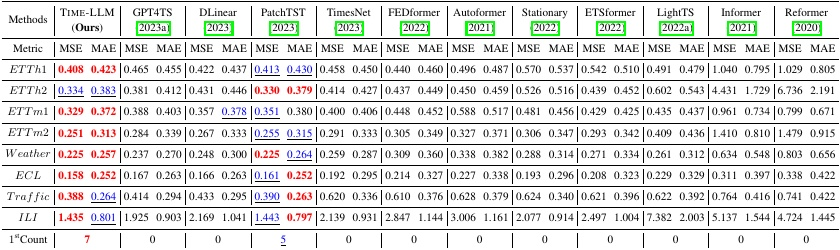 Methods TIME-LLM GPT4TS DLinear PatchTST TimesNet FEDformer Autoformer Stationary ETSformer LightTS Informer Reformer
(Ours) [2023a] [2023] [2023] [2023] [2022] [2021] [2022] [2022] [2022a] [2021] [2020]
Metric MSE MAE MSE MAE MSE MAE MSE MAE MSE MAE MSE MAE MSE MAE MSE MAE MSE MAE MSE MAE MSE MAE MSE MAE
ETTh1 0.408 0.423 0.465 0.455 0.422 0.437 0.413 0.430 0.458 0.450 0.440 0.460 0.496 0.487 0.570 0.537 0.542 0.510 0.491 0.479 1.040 0.795 1.029 0.805
ETTh2 0.334 0.383 0.381 0.412 0.431 0.446 0.330 0.379 0.414 0.427 0.437 0.449 0.450 0.459 0.526 0.516 0.439 0.452 0.602 0.543 4.431 1.729 6.736 2.191
ETTm1 0.329 0.372 0.388 0.403 0.357 0.378 0.351 0.380 0.400 0.406 0.448 0.452 0.588 0.517 0.481 0.456 0.429 0.425 0.435 0.437 0.961 0.734 0.799 0.671
ETTm2 0.251 0.313 0.284 0.339 0.267 0.333 0.255 0.315 0.291 0.333 0.305 0.349 0.327 0.371 0.306 0.347 0.293 0.342 0.409 0.436 1.410 0.810 1.479 0.915
Weather 0.225 0.257 0.237 0.270 0.248 0.300 0.225 0.264 0.259 0.287 0.309 0.360 0.338 0.382 0.288 0.314 0.271 0.334 0.261 0.312 0.634 0.548 0.803 0.656
ECL 0.158 0.252 0.167 0.263 0.166 0.263 0.161 0.252 0.192 0.295 0.214 0.327 0.227 0.338 0.193 0.296 0.208 0.323 0.229 0.329 0.311 0.397 0.338 0.422
Traffic 0.388 0.264 0.414 0.294 0.433 0.295 0.390 0.263 0.620 0.336 0.610 0.376 0.628 0.379 0.624 0.340 0.621 0.396 0.622 0.392 0.764 0.416 0.741 0.422
ILI 1.435 0.801 1.925 0.903 2.169 1.041 1.443 0.797 2.139 0.931 2.847 1.144 3.006 1.161 2.077 0.914 2.497 1.004 7.382 2.003 5.137 1.544 4.724 1.445
1stCount 7 0 0 5 0 0 0 0 0 0 0 0